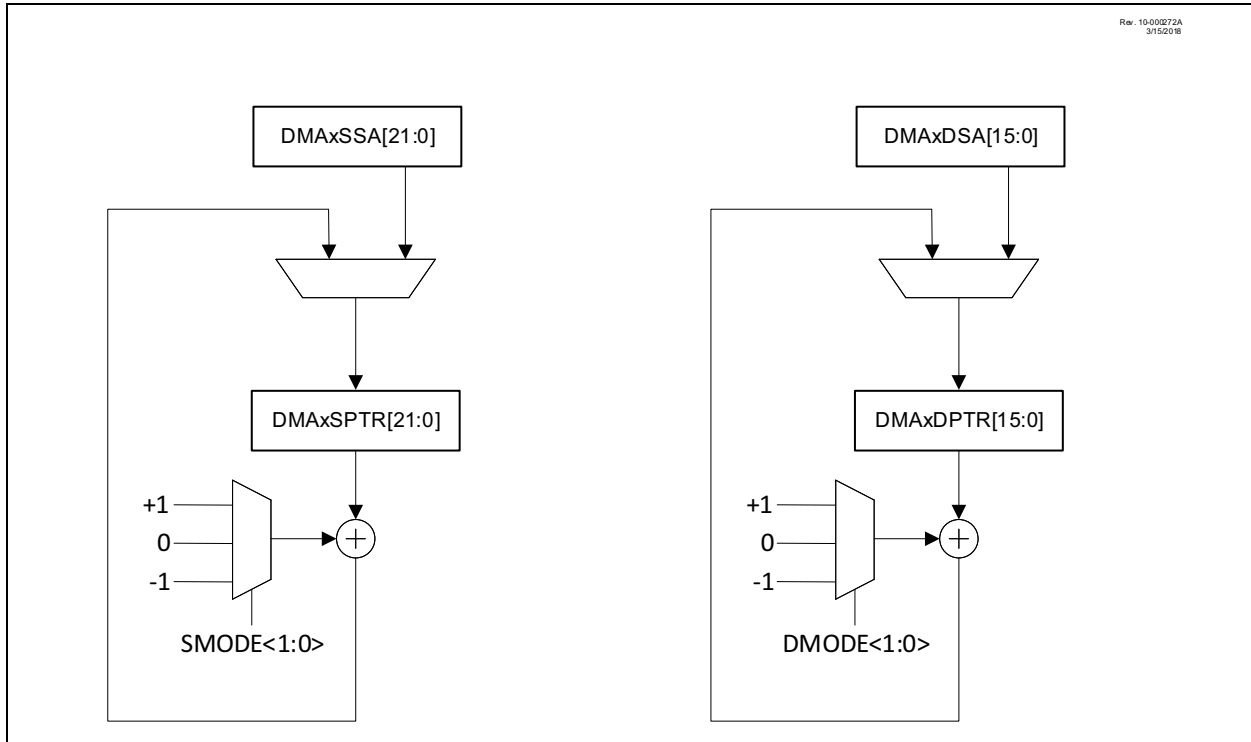 Rev. 10-000272A
3/15/2018
DMAxSSA[21:0]
DMAxSPTR[21:0]
+1
0
-1
SMODE<1:0>
DMAxDSA[15:0]
DMAxDPTR[15:0]
+1
0
-1
DMODE<1:0>